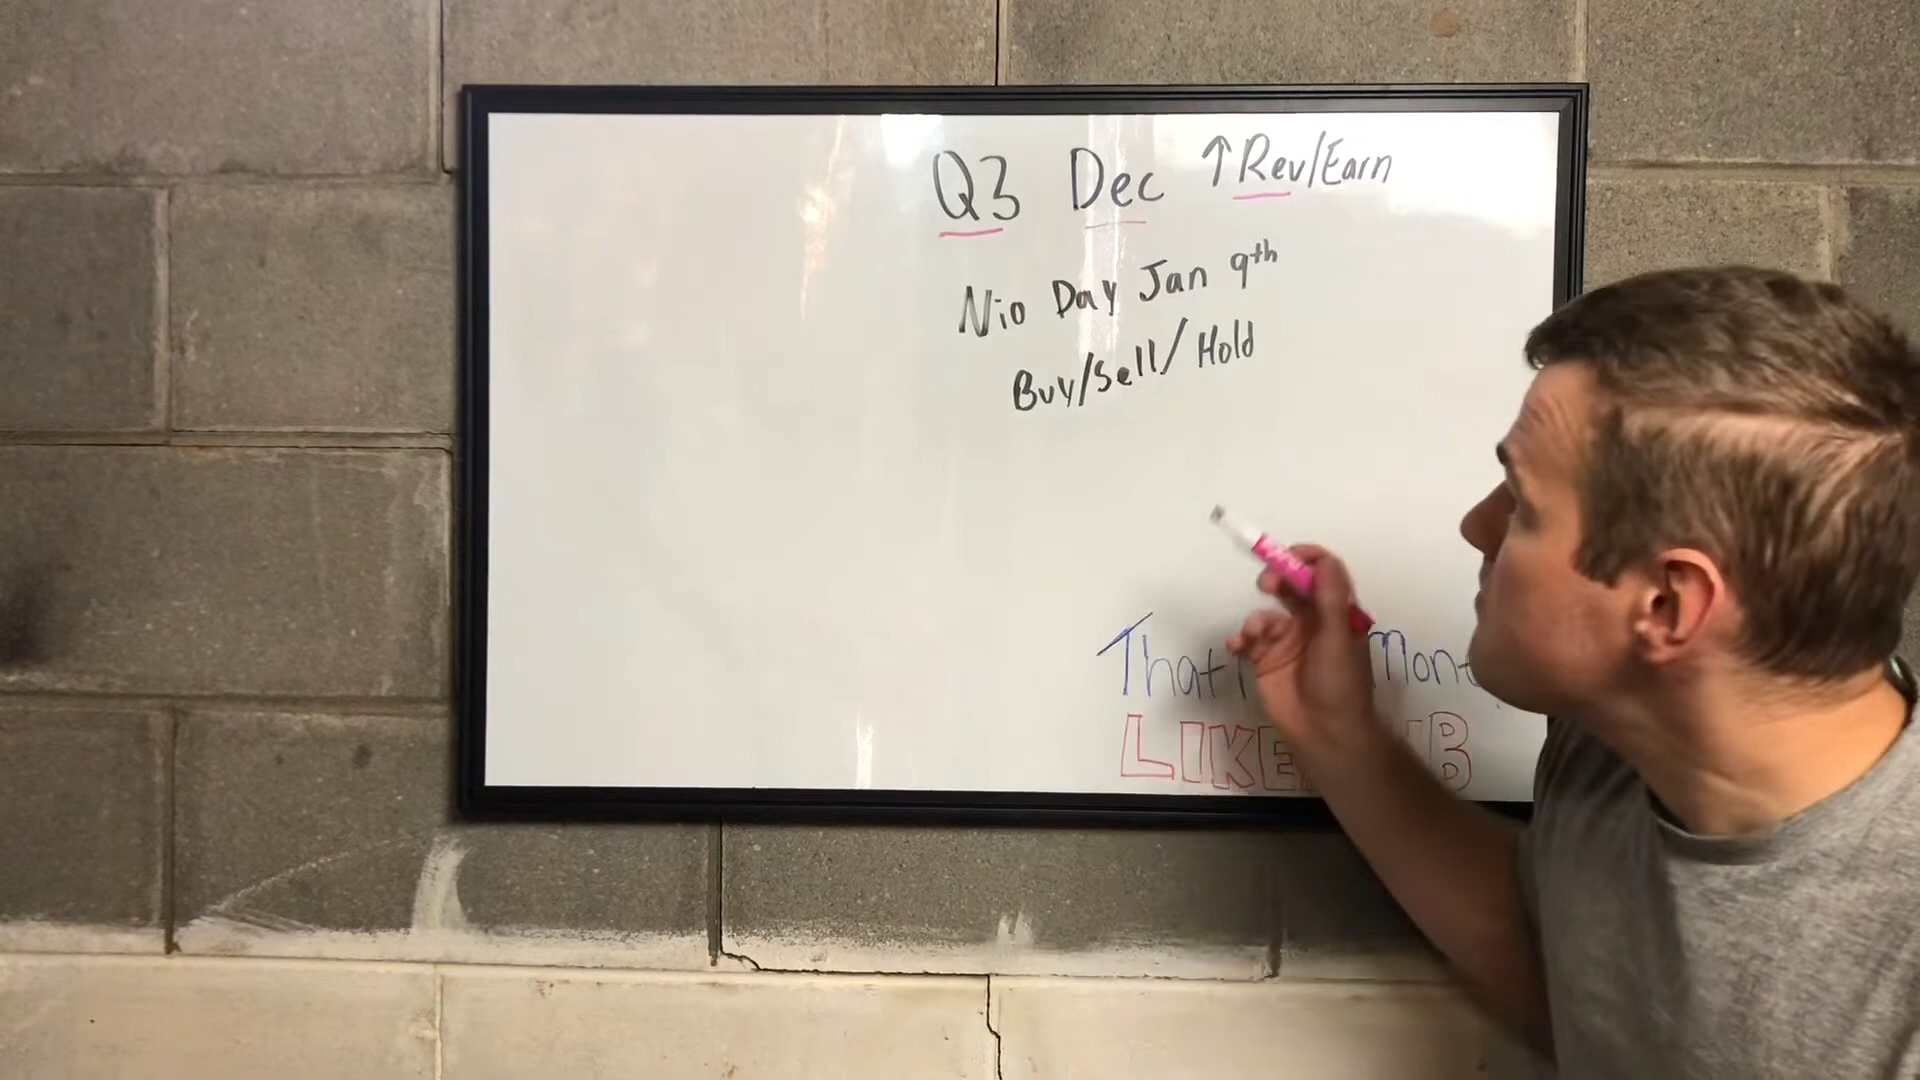 Q3 Dec ↑Rev/Earn
Nio Day Jan 9th
Buy/Sell/Hold
That
LIKE